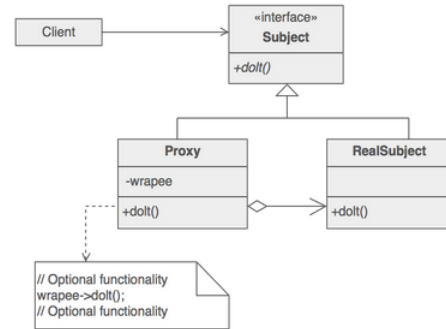 Client
«interface»
Subject
+doIt()
Proxy
-wrapee
+doIt()
RealSubject
+doIt()
// Optional functionality
wrapee->doIt();
// Optional functionality